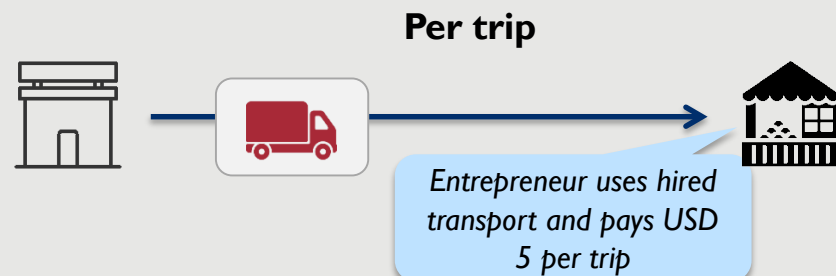 Per trip
Entrepreneur uses hired
transport and pays USD
5 per trip